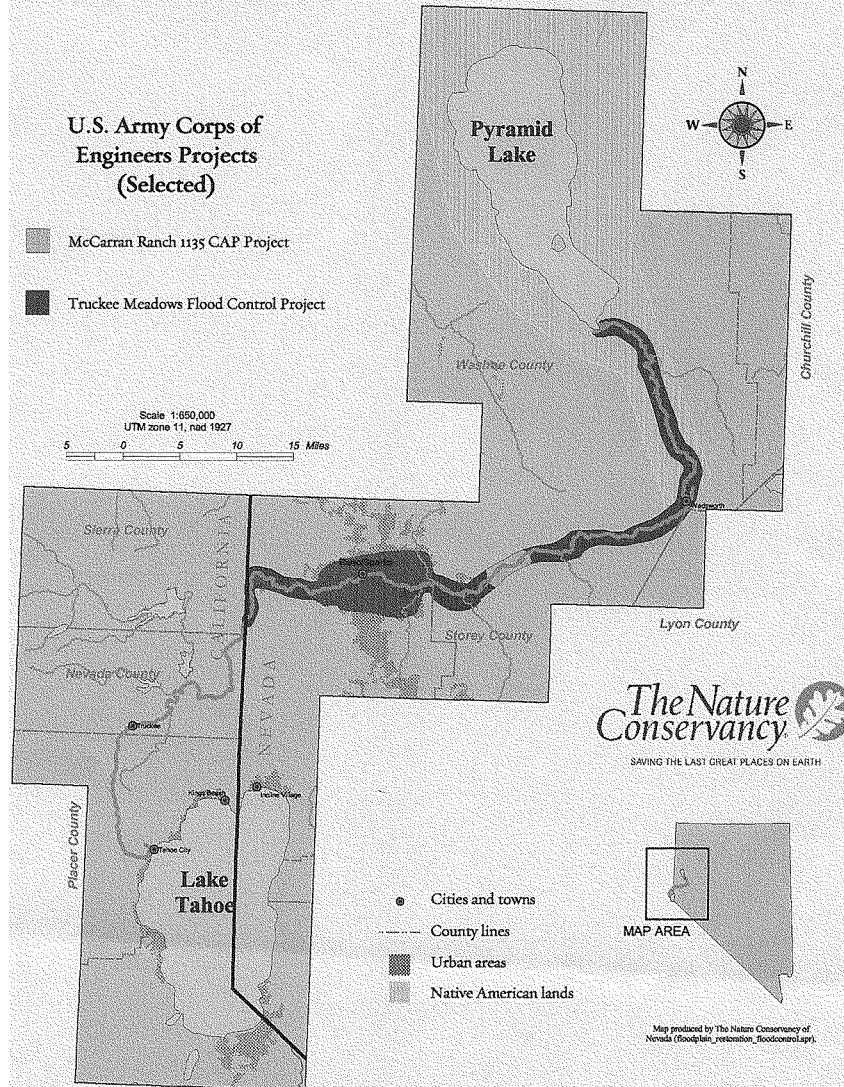 U.S. Army Corps of
Engineers Projects
(Selected)
McCarran Ranch 1135 CAP Project
Truckee Meadows Flood Control Project
Scale 1:650,000
UTM zone 11, nad 1927
5 0 5 10 15 Miles
N
W E
S
Pyramid
Lake
Washoe County
Churchill County
Wadsworth
Sierra County
CALIFORNIA
Reno/Sparks
Storey County
Lyon County
Nevada County
NEVADA
Truckee
Kings Beach
Incline Village
Placer County
Tahoe City
Lake
Tahoe
The Nature
Conservancy.
SAVING THE LAST GREAT PLACES ON EARTH
Cities and towns
County lines
Urban areas
Native American lands
MAP AREA
Map produced by The Nature Conservancy of
Nevada (floodplain_restoration_floodcontrol.apr).